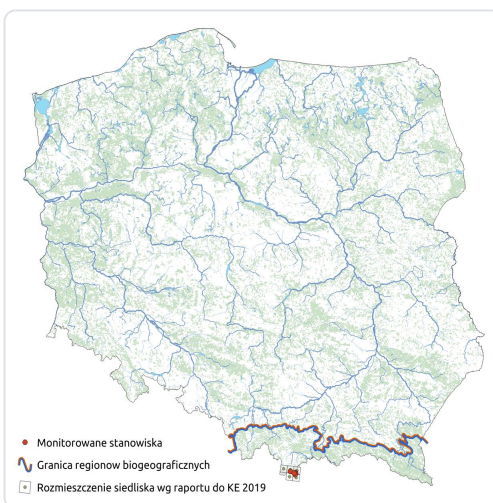 Monitorowane stanowiska
Granica regionow biogeograficznych
Rozmieszczenie siedliska wg raportu do KE 2019